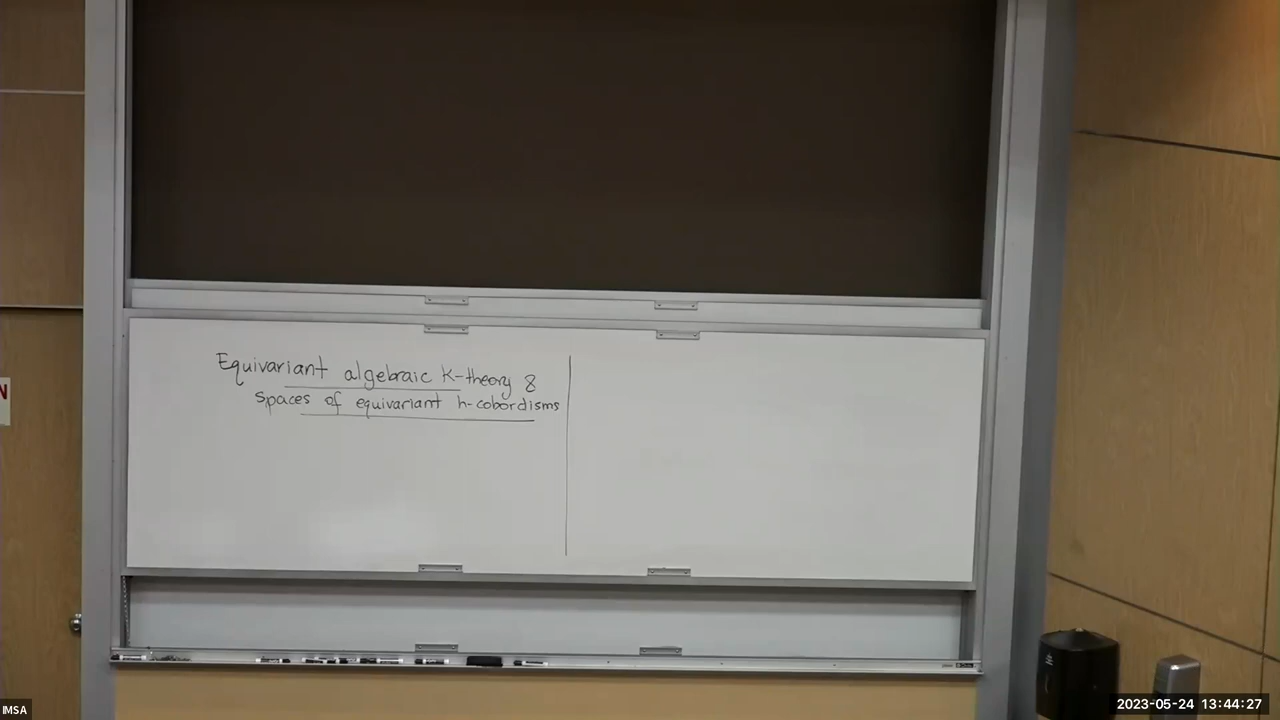 Equivariant algebraic K-theory &
Spaces of equivariant h-cobordisms
N
IMSA
2023-05-24 13:44:27